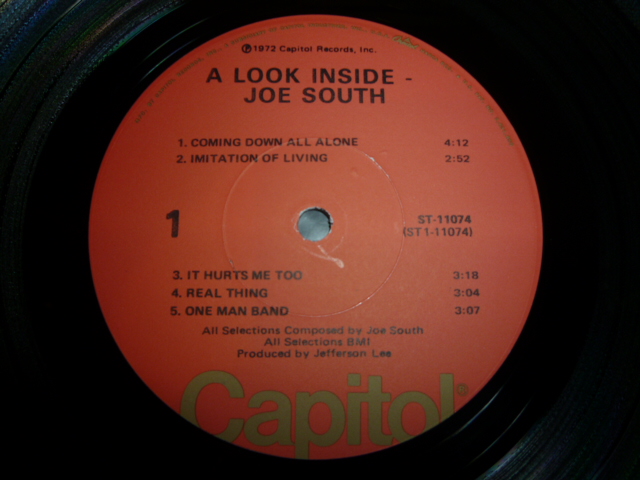 ℗1972 Capitol Records, Inc.
A LOOK INSIDE -
JOE SOUTH
1. COMING DOWN ALL ALONE 4:12
2. IMITATION OF LIVING 2:52
1
ST-11074
(ST1-11074)
3. IT HURTS ME TOO 3:18
4. REAL THING 3:04
5. ONE MAN BAND 3:07
All Selections Composed by Joe South
All Selections BMI
Produced by Jefferson Lee
Capitol®